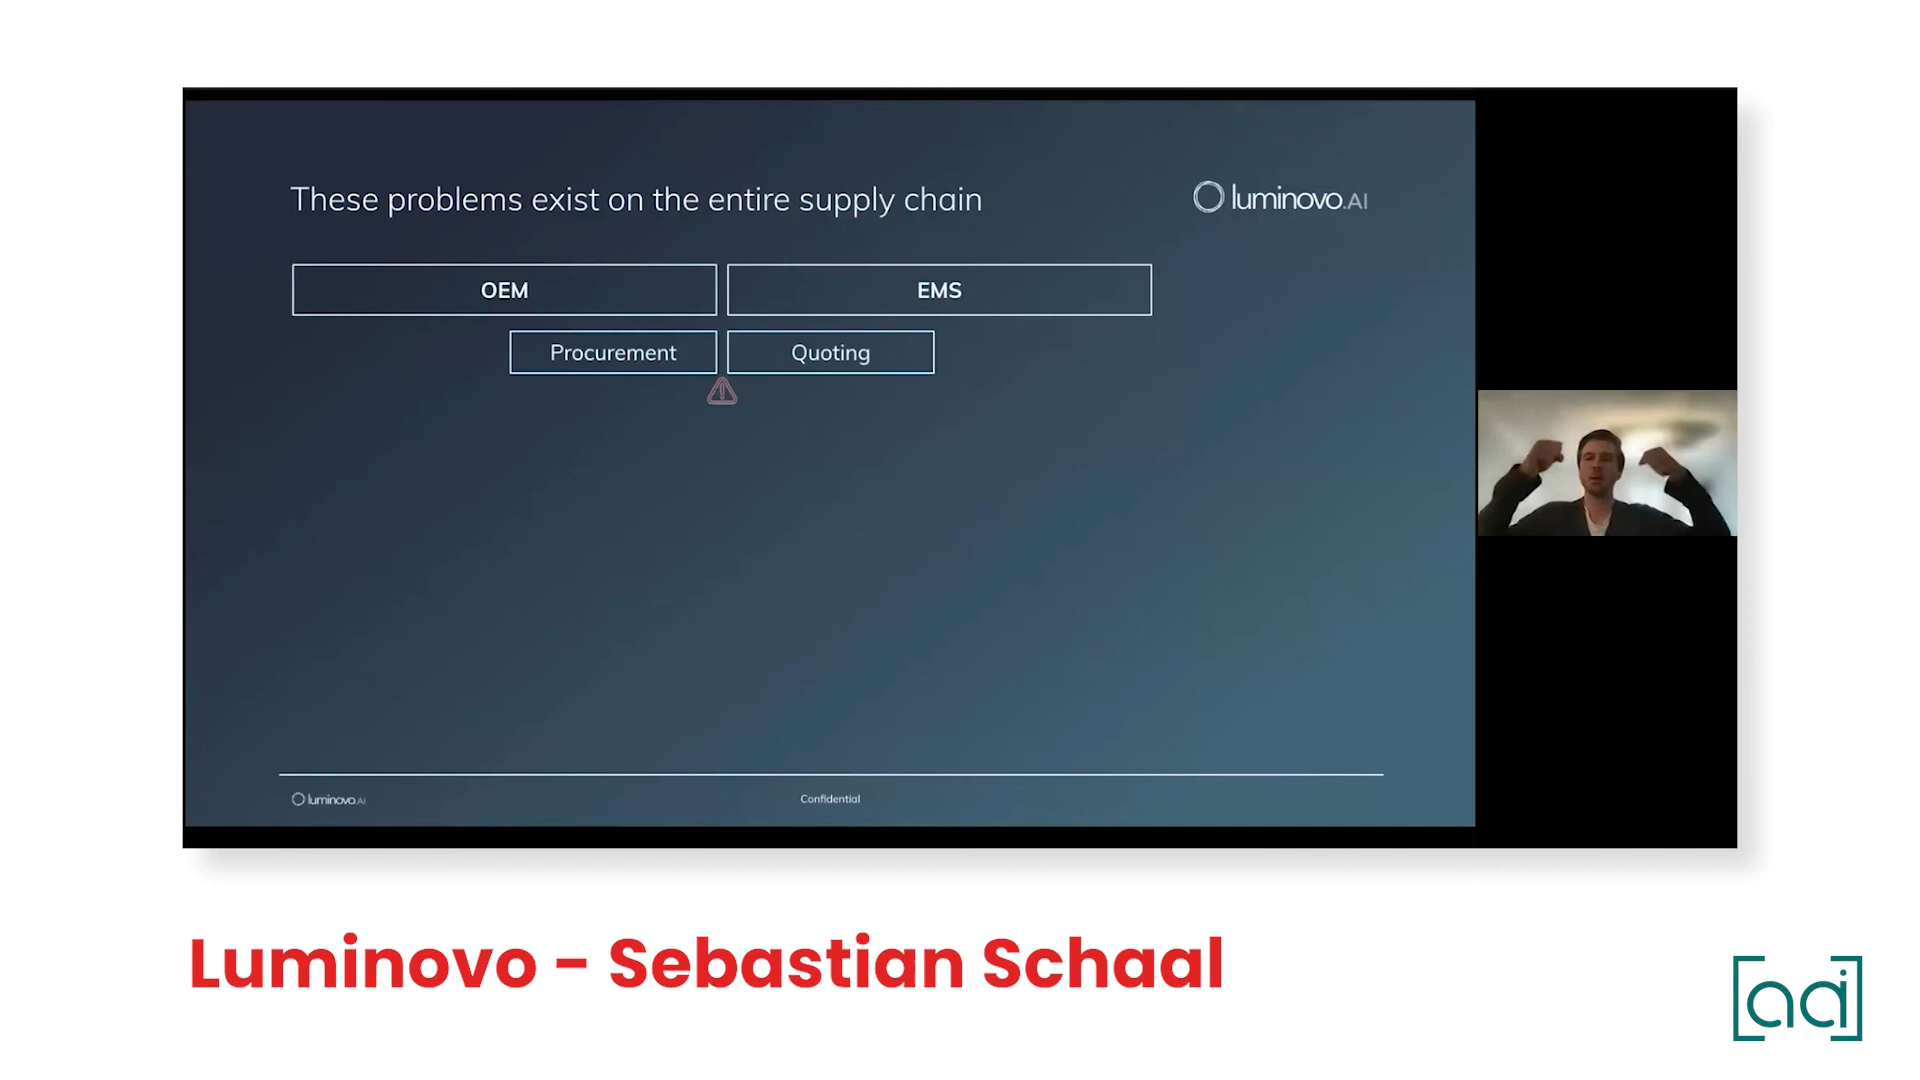 These problems exist on the entire supply chain
luminovo.AI
OEM
EMS
Procurement
Quoting
luminovo.AI
Confidential
Luminovo - Sebastian Schaal
[adi]